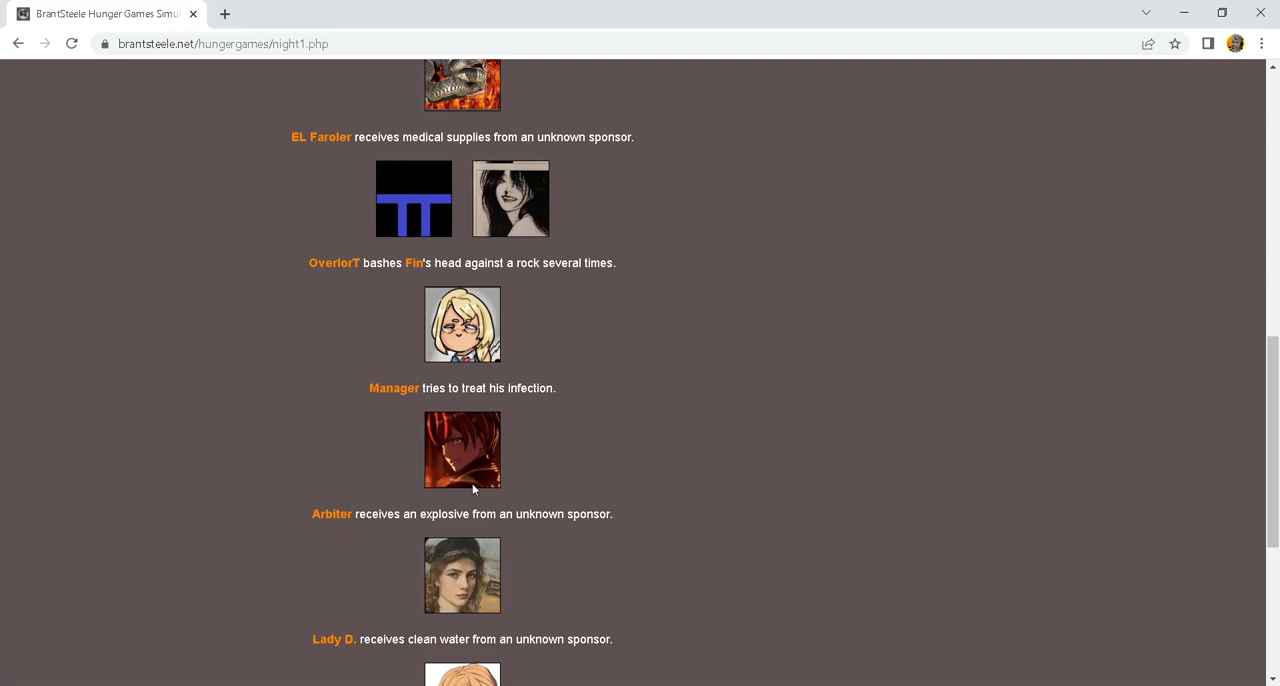 BrantSteele Hunger Games Simul
brantsteele.net/hungergames/night1.php
EL Faroler receives medical supplies from an unknown sponsor.
OverlorT bashes Fin's head against a rock several times.
Manager tries to treat his infection.
Arbiter receives an explosive from an unknown sponsor.
Lady D. receives clean water from an unknown sponsor.